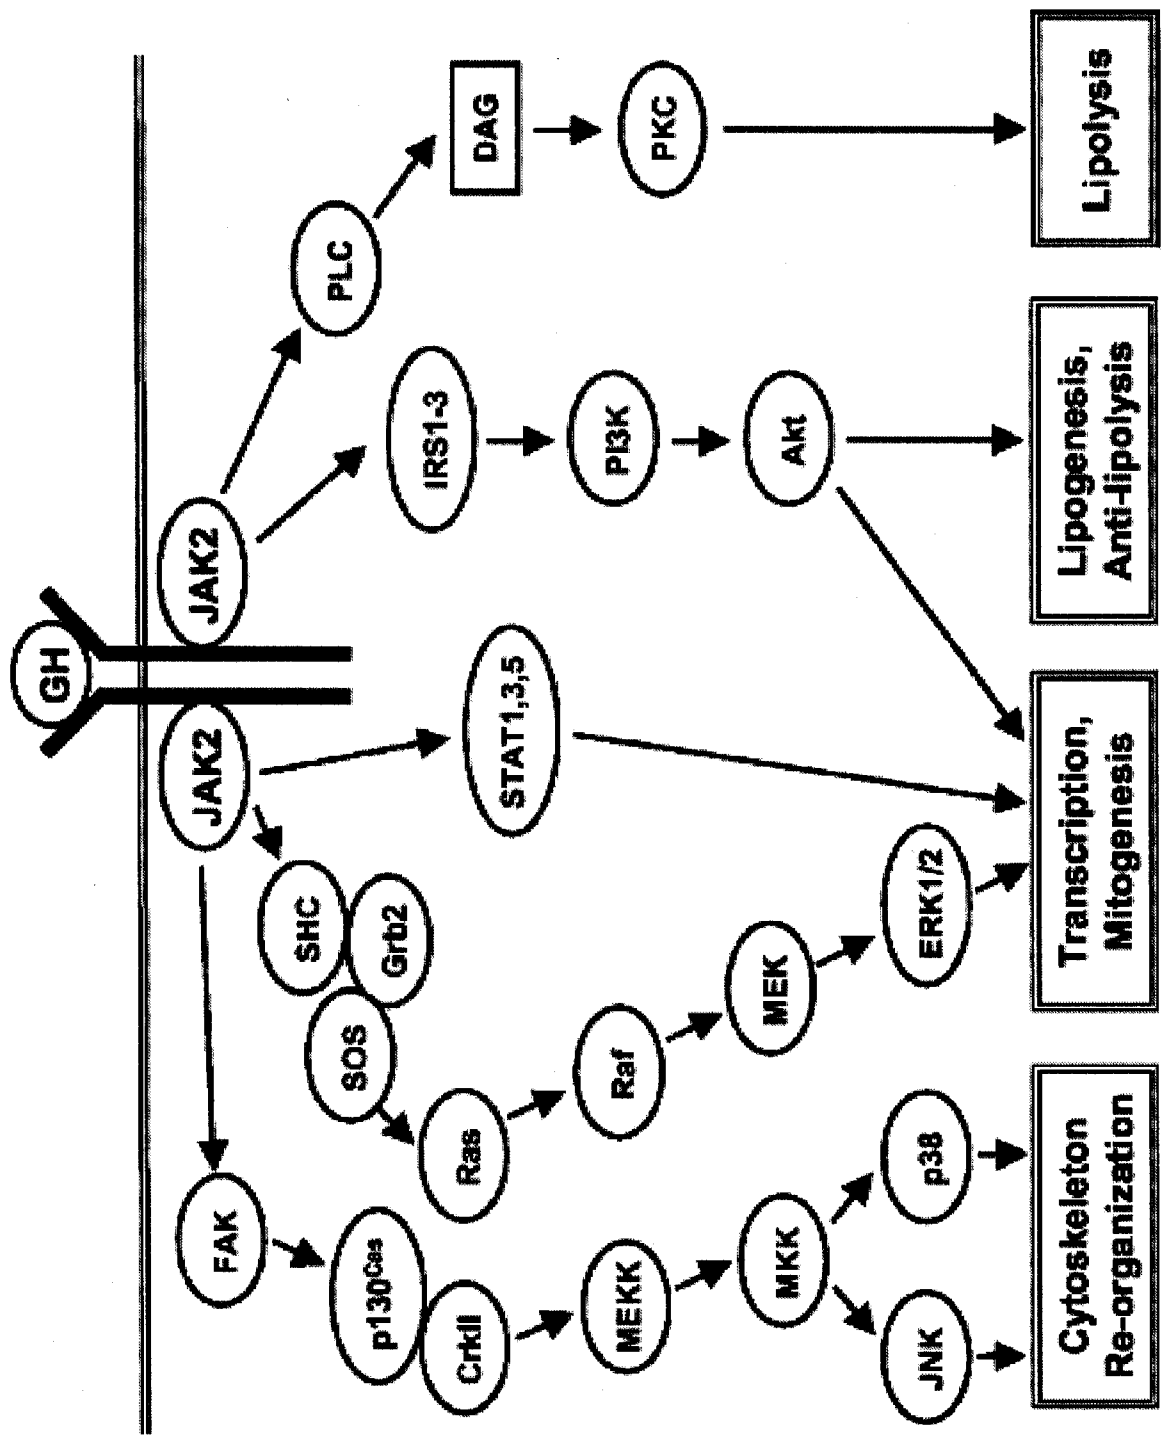 GH
JAK2
JAK2
FAK
SHC
Grb2
SOS
p130Cas
CrkII
Ras
STAT1,3,5
IRS1-3
PLC
DAG
MEKK
Raf
PI3K
PKC
MKK
MEK
Akt
JNK
p38
ERK1/2
Cytoskeleton
Re-organization
Transcription,
Mitogenesis
Lipogenesis,
Anti-lipolysis
Lipolysis